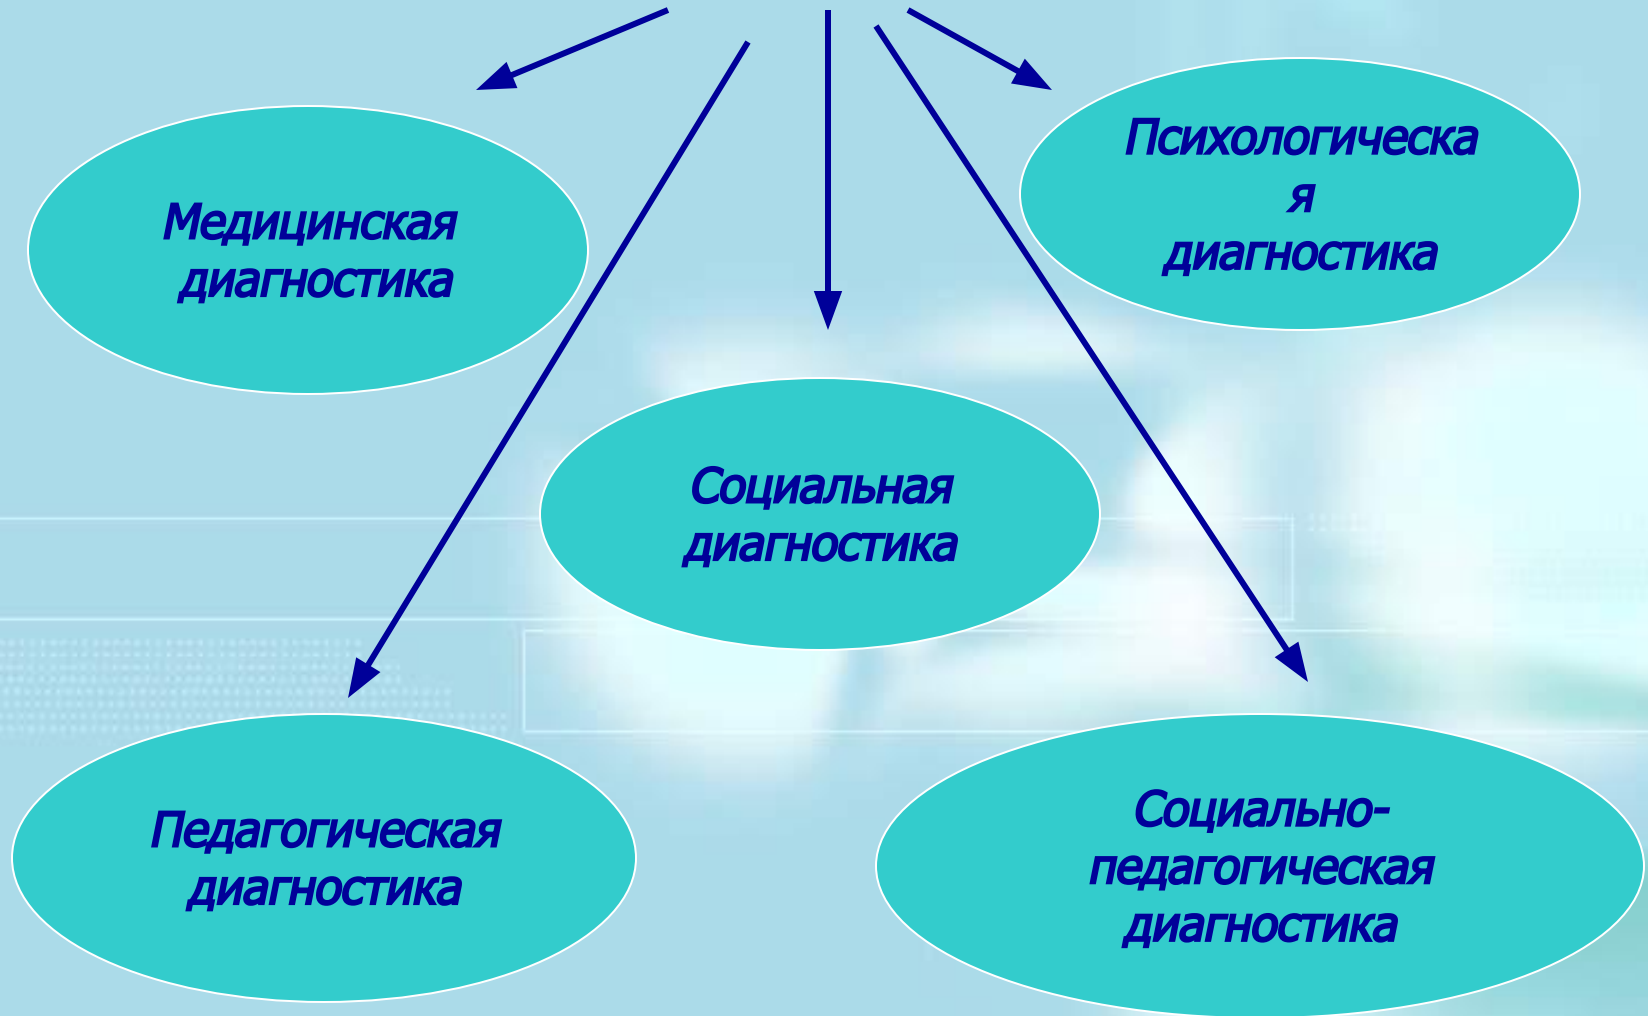 Медицинская
диагностика
Психологическа
я
диагностика
Социальная
диагностика
Педагогическая
диагностика
Социально-
педагогическая
диагностика